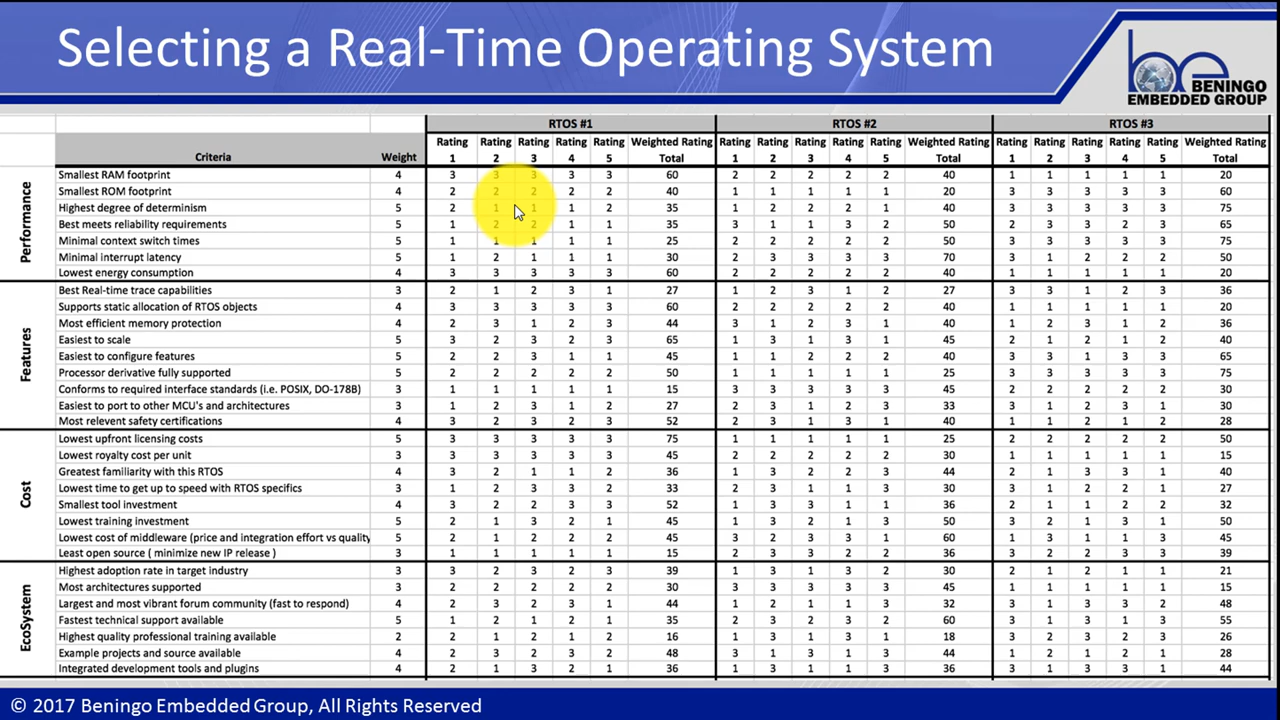 Selecting a Real-Time Operating System
be BENINGO
EMBEDDED GROUP
RTOS #1 RTOS #2 RTOS #3
Rating Rating Rating Rating Rating Weighted Rating Rating Rating Rating Rating Rating Weighted Rating Rating Rating Rating Rating Rating Weighted Rating
Criteria Weight 1 2 3 4 5 Total 1 2 3 4 5 Total 1 2 3 4 5 Total
Performance
Smallest RAM footprint 4 3 3 3 3 3 60 2 2 2 2 2 40 1 1 1 1 1 20
Smallest ROM footprint 4 2 2 2 2 2 40 1 1 1 1 1 20 3 3 3 3 3 60
Highest degree of determinism 5 2 1 1 1 2 35 1 2 2 2 1 40 3 3 3 3 3 75
Best meets reliability requirements 5 1 2 2 1 1 35 3 1 1 3 2 50 2 3 3 2 3 65
Minimal context switch times 5 1 1 1 1 1 25 2 2 2 2 2 50 3 3 3 3 3 75
Minimal interrupt latency 5 1 2 1 1 1 30 2 3 3 3 3 70 3 1 2 2 2 50
Lowest energy consumption 4 3 3 3 3 3 60 2 2 2 2 2 40 1 1 1 1 1 20
Features
Best Real-time trace capabilities 3 2 1 2 3 1 27 1 2 3 1 2 27 3 3 1 2 3 36
Supports static allocation of RTOS objects 4 3 3 3 3 3 60 2 2 2 2 2 40 1 1 1 1 1 20
Most efficient memory protection 4 2 3 1 2 3 44 3 1 2 3 1 40 1 2 3 1 2 36
Easiest to scale 5 3 2 3 2 3 65 1 3 1 3 1 45 2 1 2 1 2 40
Easiest to configure features 5 2 2 3 1 1 45 1 1 2 2 2 40 3 3 1 3 3 65
Processor derivative fully supported 5 2 2 2 2 2 50 1 1 1 1 1 25 3 3 3 3 3 75
Conforms to required interface standards (i.e. POSIX, DO-178B) 3 1 1 1 1 1 15 3 3 3 3 3 45 2 2 2 2 2 30
Easiest to port to other MCU's and architectures 3 1 2 3 1 2 27 2 3 1 2 3 33 3 1 2 3 1 30
Most relevant safety certifications 4 3 2 3 2 3 52 2 3 1 3 1 40 1 1 2 1 2 28
Cost
Lowest upfront licensing costs 5 3 3 3 3 3 75 1 1 1 1 1 25 2 2 2 2 2 50
Lowest royalty cost per unit 3 3 3 3 3 3 45 2 2 2 2 2 30 1 1 1 1 1 15
Greatest familiarity with this RTOS 4 3 2 1 1 2 36 1 3 2 2 3 44 2 1 3 3 1 40
Lowest time to get up to speed with RTOS specifics 3 1 2 3 3 2 33 2 3 1 1 3 30 3 1 2 2 1 27
Smallest tool investment 4 3 2 2 3 3 52 1 3 3 1 1 36 2 1 1 2 2 32
Lowest training investment 5 2 1 3 2 1 45 1 3 2 1 3 50 3 2 1 3 1 50
Lowest cost of middleware (price and integration effort vs quality 5 2 1 2 2 2 45 3 2 3 3 1 60 1 3 1 1 3 45
Least open source ( minimize new IP release ) 3 1 1 1 1 1 15 2 3 3 2 2 36 3 2 2 3 3 39
EcoSystem
Highest adoption rate in target industry 3 3 2 3 2 3 39 1 3 1 3 2 30 2 1 2 1 1 21
Most architectures supported 3 2 2 2 2 2 30 3 3 3 3 3 45 1 1 1 1 1 15
Largest and most vibrant forum community (fast to respond) 4 2 3 2 3 1 44 1 2 1 1 3 32 3 1 3 3 2 48
Fastest technical support available 5 1 2 1 2 1 35 2 3 2 3 2 60 3 1 3 1 3 55
Highest quality professional training available 2 2 1 2 1 2 16 1 3 1 3 1 18 3 2 3 2 3 26
Example projects and source available 4 2 3 2 3 2 48 3 1 3 1 3 44 1 2 1 2 1 28
Integrated development tools and plugins 4 2 1 3 2 1 36 1 3 1 1 3 36 3 1 3 3 1 44
© 2017 Beningo Embedded Group, All Rights Reserved